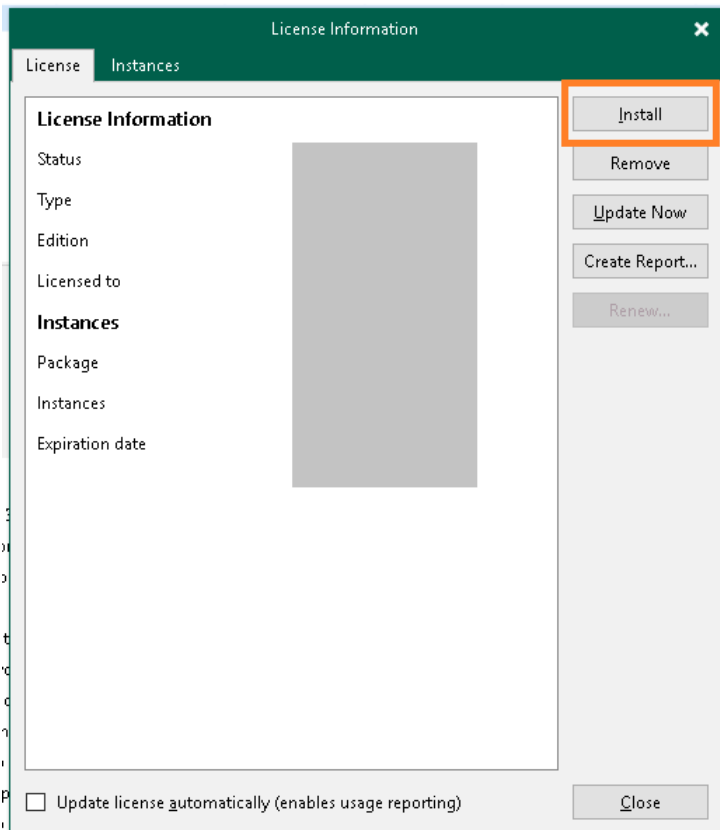 License Information
License Instances
License Information
Status
Type
Edition
Licensed to
Instances
Package
Instances
Expiration date
Install
Remove
Update Now
Create Report...
Renew...
Update license automatically (enables usage reporting)
Close